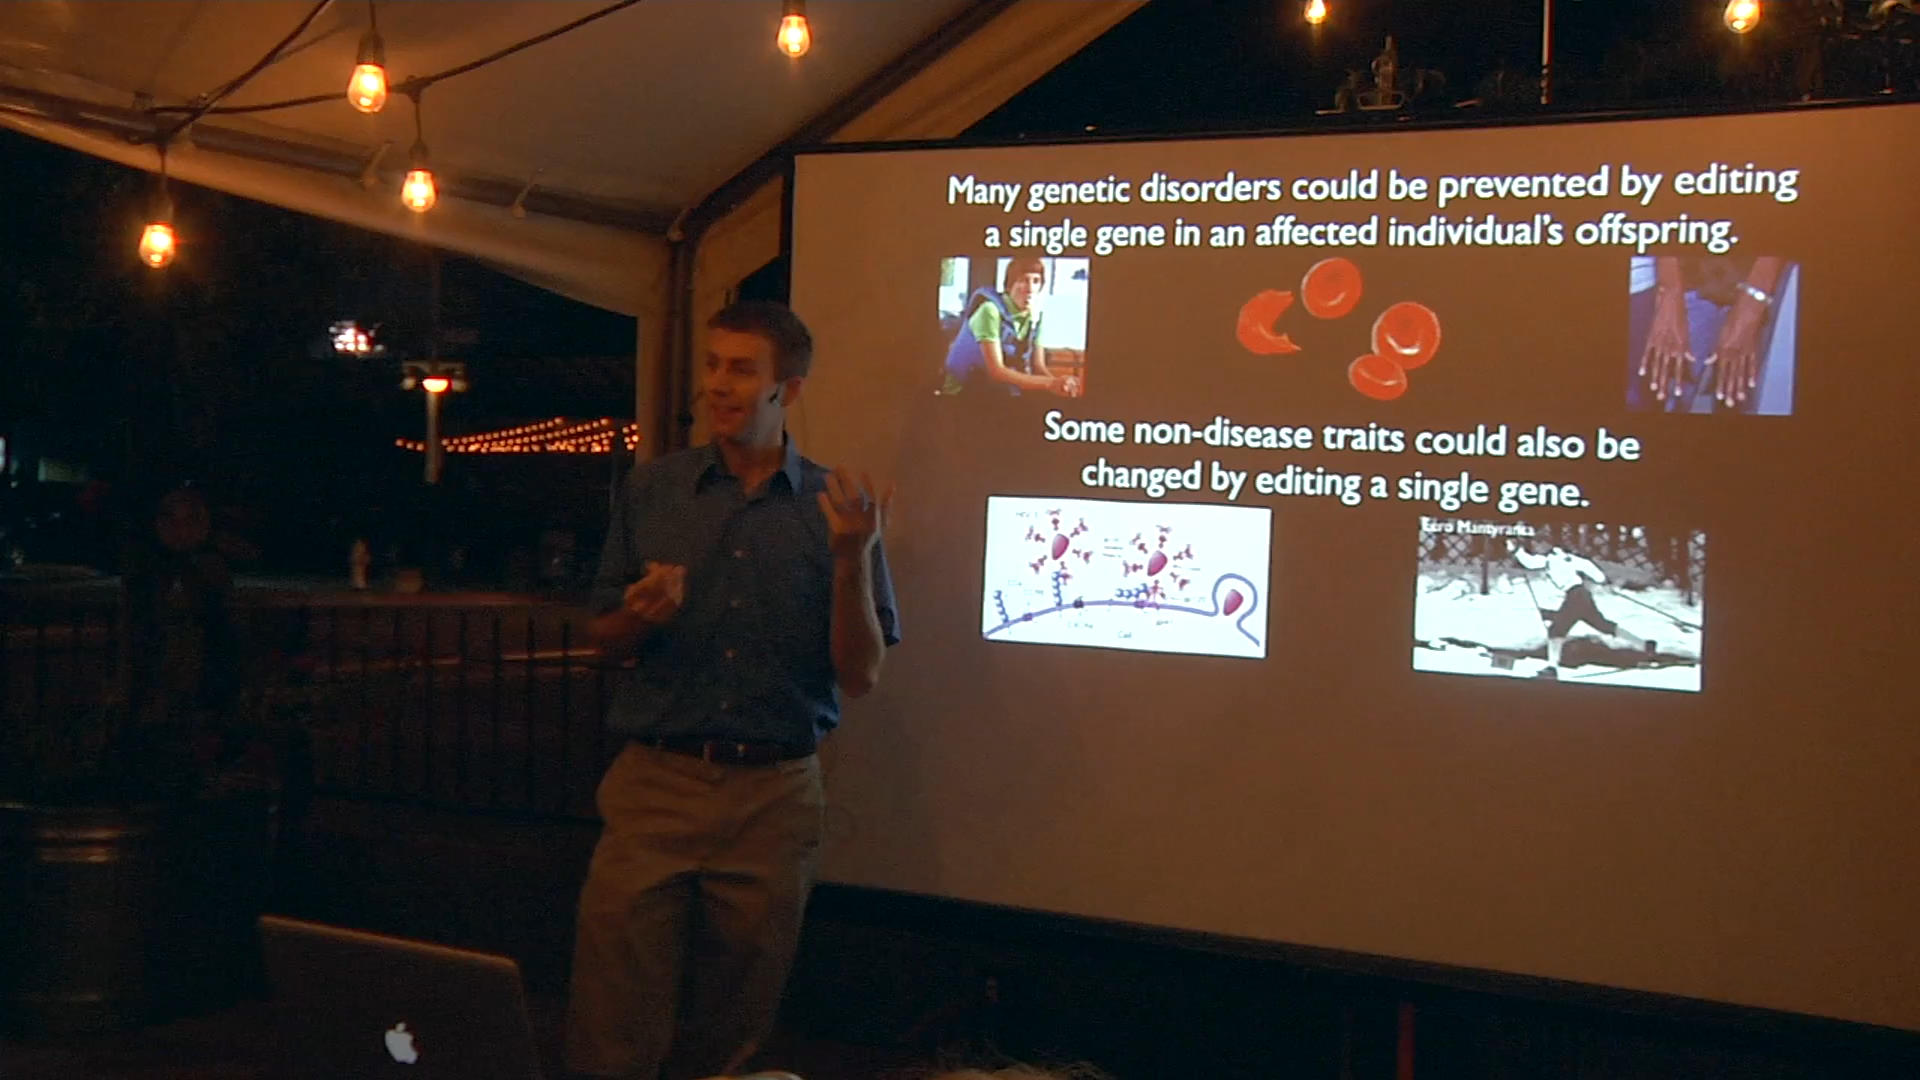 Many genetic disorders could be prevented by editing
a single gene in an affected individual's offspring.
Some non-disease traits could also be
changed by editing a single gene.
Eero Mantyranta